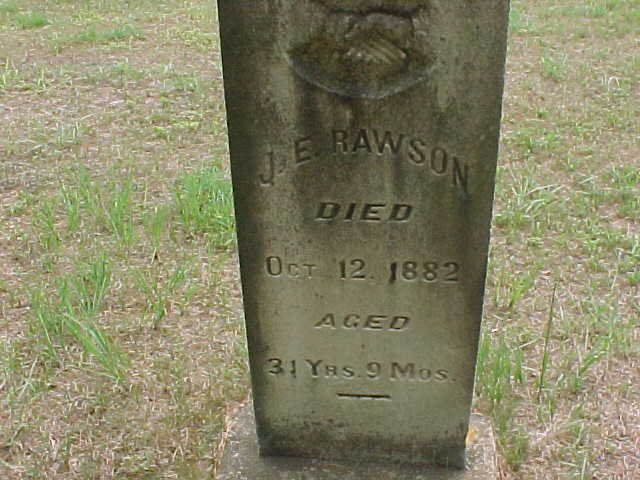 J. E. RAWSON
DIED
OCT 12. 1882
AGED
31 YRS. 9 MOS.